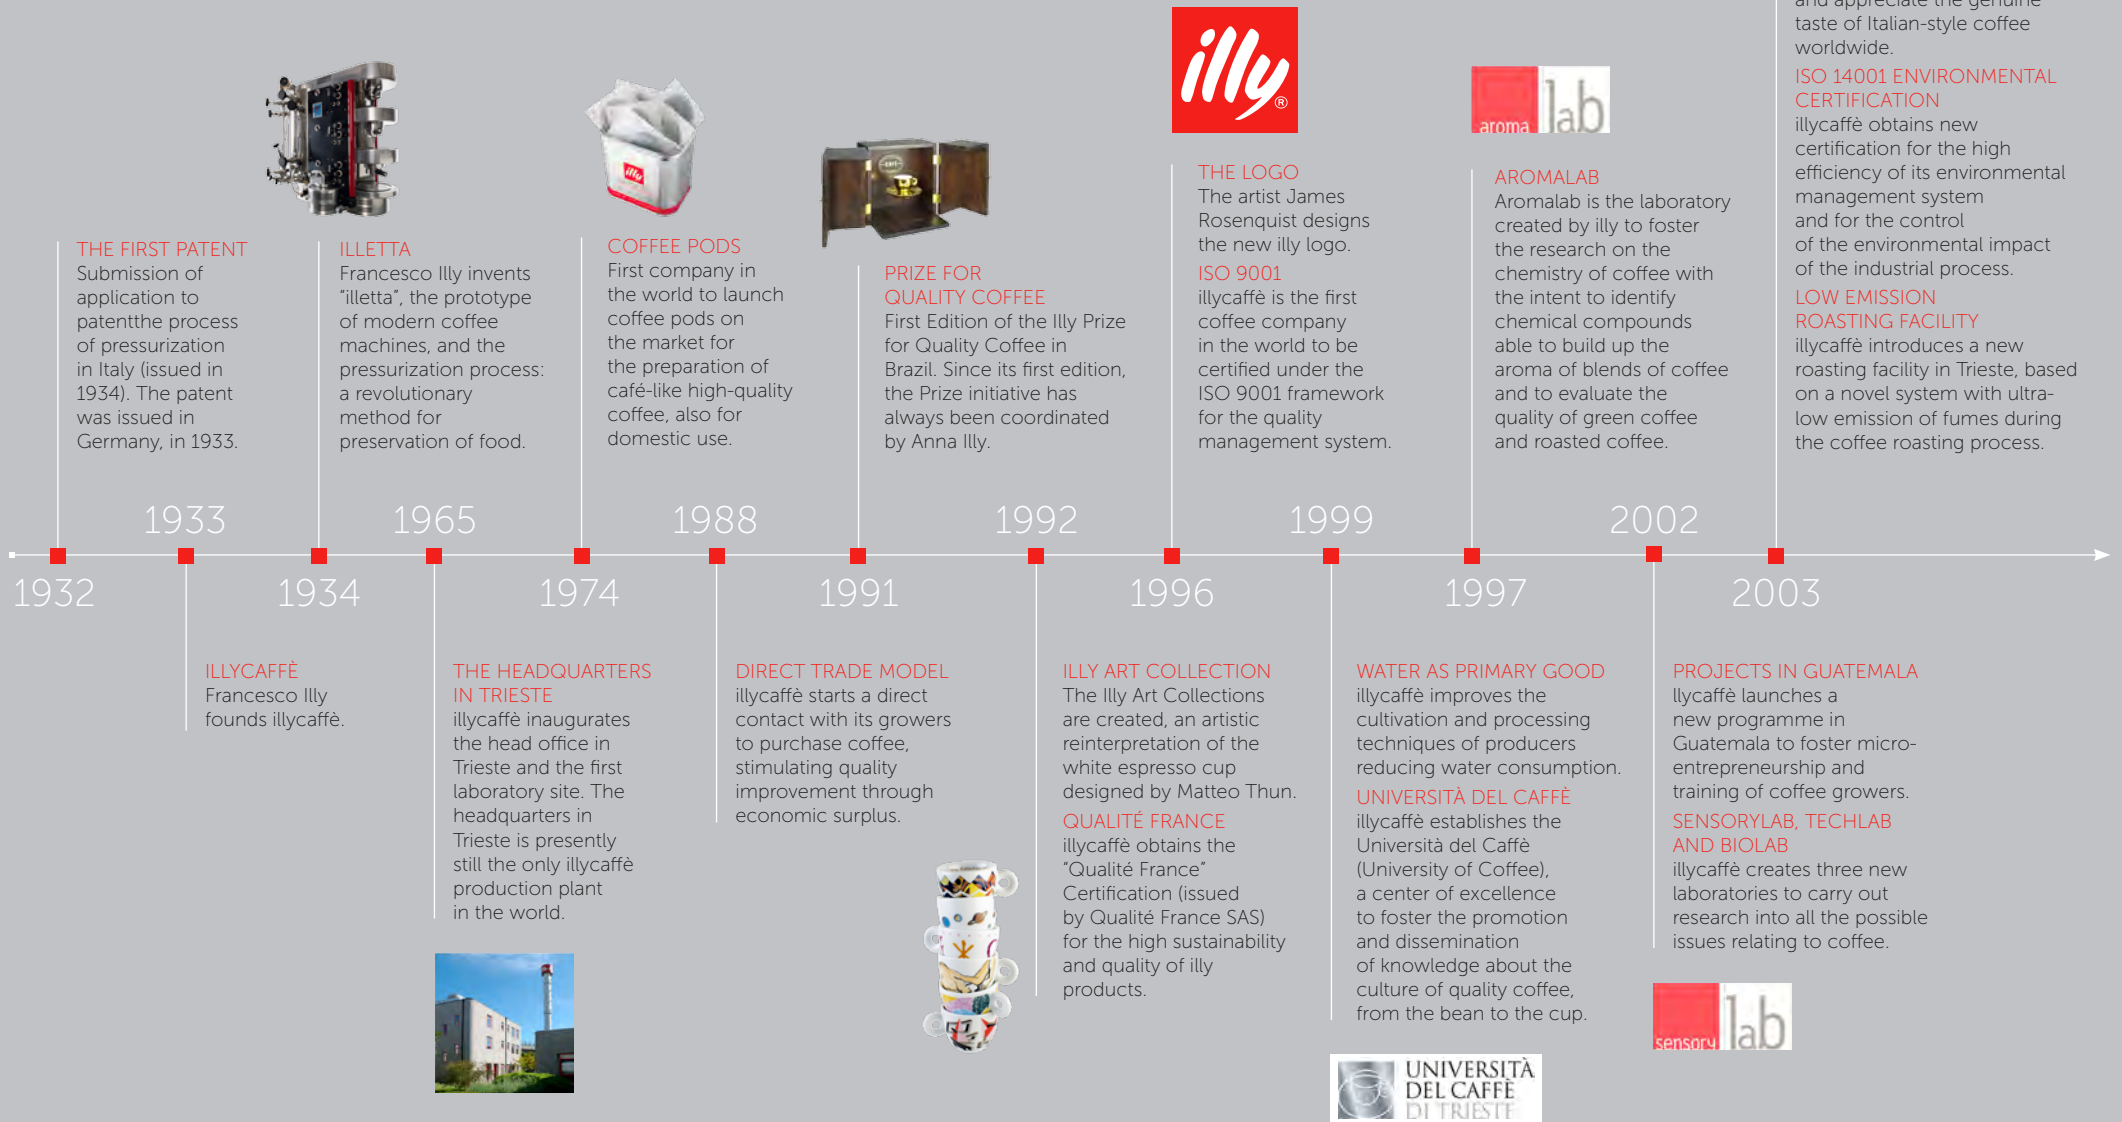 illy
®
illy
aroma lab
THE FIRST PATENT
Submission of
application to
patentthe process
of pressurization
in Italy (issued in
1934). The patent
was issued in
Germany, in 1933.
ILLETTA
Francesco Illy invents
“illetta”, the prototype
of modern coffee
machines, and the
pressurization process:
a revolutionary
method for
preservation of food.
COFFEE PODS
First company in
the world to launch
coffee pods on
the market for
the preparation of
café-like high-quality
coffee, also for
domestic use.
PRIZE FOR
QUALITY COFFEE
First Edition of the Illy Prize
for Quality Coffee in
Brazil. Since its first edition,
the Prize initiative has
always been coordinated
by Anna Illy.
THE LOGO
The artist James
Rosenquist designs
the new illy logo.
ISO 9001
illycaffè is the first
coffee company
in the world to be
certified under the
ISO 9001 framework
for the quality
management system.
AROMALAB
Aromalab is the laboratory
created by illy to foster
the research on the
chemistry of coffee with
the intent to identify
chemical compounds
able to build up the
aroma of blends of coffee
and to evaluate the
quality of green coffee
and roasted coffee.
and appreciate the genuine
taste of Italian-style coffee
worldwide.
ISO 14001 ENVIRONMENTAL
CERTIFICATION
illycaffè obtains new
certification for the high
efficiency of its environmental
management system
and for the control
of the environmental impact
of the industrial process.
LOW EMISSION
ROASTING FACILITY
illycaffè introduces a new
roasting facility in Trieste, based
on a novel system with ultra-
low emission of fumes during
the coffee roasting process.
1933 1965 1988 1992 1999 2002
1932 1934 1974 1991 1996 1997 2003
ILLYCAFFÈ
Francesco Illy
founds illycaffè.
THE HEADQUARTERS
IN TRIESTE
illycaffè inaugurates
the head office in
Trieste and the first
laboratory site. The
headquarters in
Trieste is presently
still the only illycaffè
production plant
in the world.
DIRECT TRADE MODEL
illycaffè starts a direct
contact with its growers
to purchase coffee,
stimulating quality
improvement through
economic surplus.
ILLY ART COLLECTION
The Illy Art Collections
are created, an artistic
reinterpretation of the
white espresso cup
designed by Matteo Thun.
QUALITÉ FRANCE
illycaffè obtains the
“Qualité France”
Certification (issued
by Qualité France SAS)
for the high sustainability
and quality of illy
products.
WATER AS PRIMARY GOOD
illycaffè improves the
cultivation and processing
techniques of producers
reducing water consumption.
UNIVERSITÀ DEL CAFFÈ
illycaffè establishes the
Università del Caffè
(University of Coffee),
a center of excellence
to foster the promotion
and dissemination
of knowledge about the
culture of quality coffee,
from the bean to the cup.
UNIVERSITÀ
DEL CAFFÈ
DI TRIESTE
PROJECTS IN GUATEMALA
llycaffè launches a
new programme in
Guatemala to foster micro-
entrepreneurship and
training of coffee growers.
SENSORYLAB, TECHLAB
AND BIOLAB
illycaffè creates three new
laboratories to carry out
research into all the possible
issues relating to coffee.
sensory lab